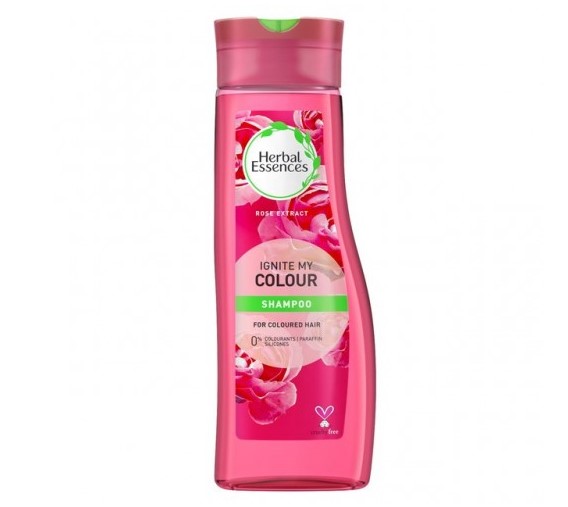 Herbal
Essences
ROSE EXTRACT
IGNITE MY
COLOUR
SHAMPOO
FOR COLOURED HAIR
0% COLOURANTS | PARAFFIN
SILICONES
free